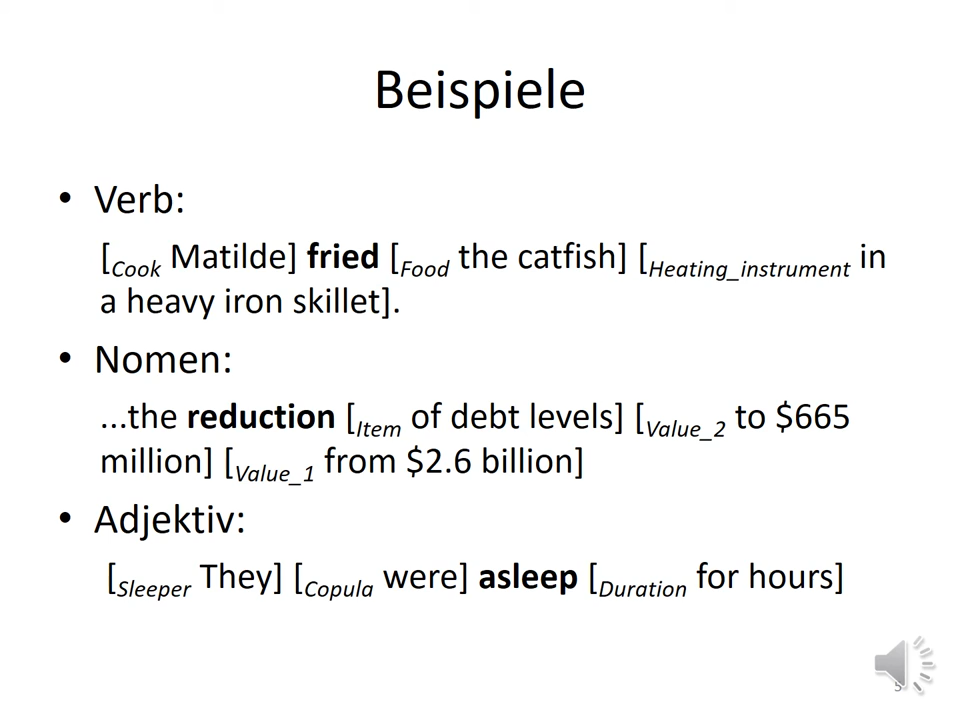 Beispiele
• Verb:
[Cook Matilde] fried [Food the catfish] [Heating_instrument in
a heavy iron skillet].
• Nomen:
...the reduction [Item of debt levels] [Value_2 to $665
million] [Value_1 from $2.6 billion]
• Adjektiv:
[Sleeper They] [Copula were] asleep [Duration for hours]
5